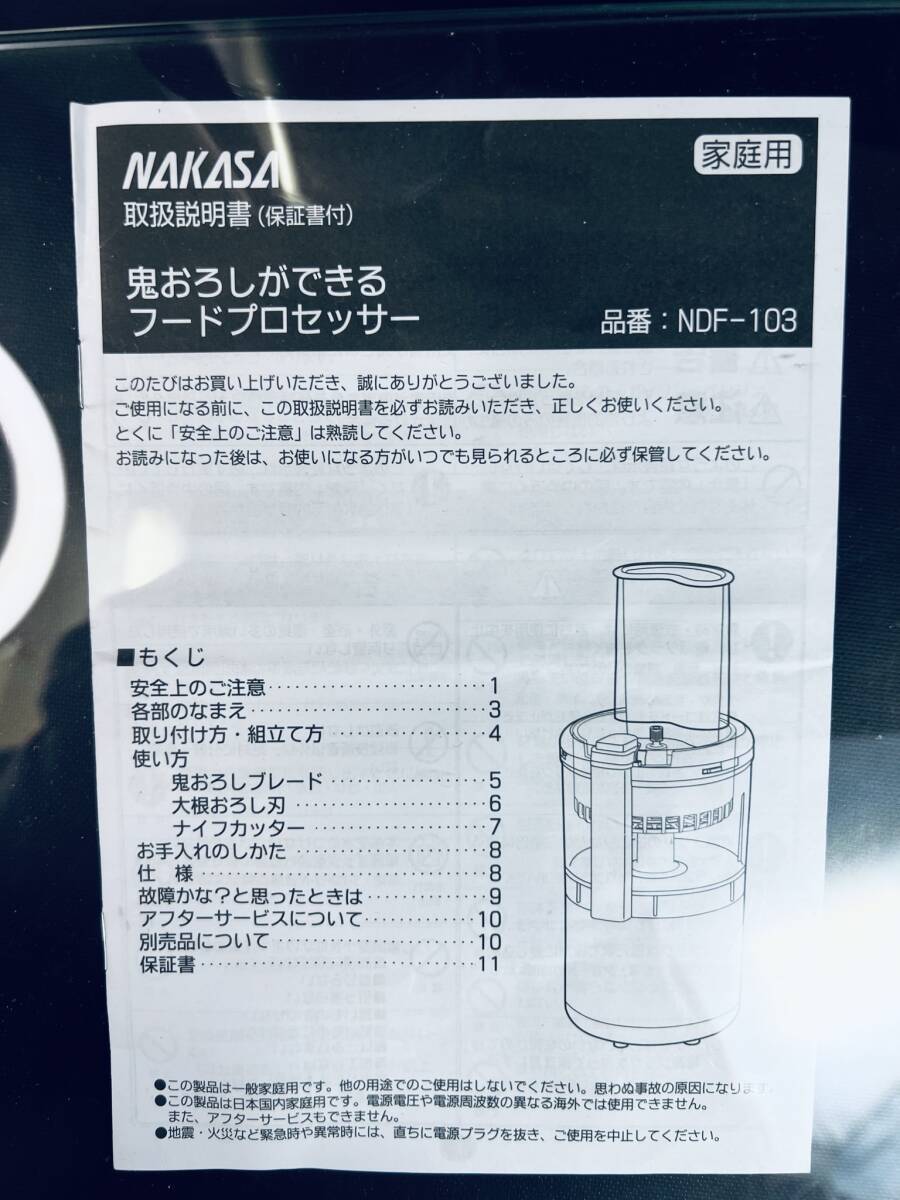 NAKASA
家庭用
取扱説明書(保証書付)
鬼おろしができる
フードプロセッサー
品番：NDF-103
このたびはお買い上げいただき、誠にありがとうございました。
ご使用になる前に、この取扱説明書を必ずお読みいただき、正しくお使いください。
とくに「安全上のご注意」は熟読してください。
お読みになった後は、お使いになる方がいつでも見られるところに必ず保管してください。
■もくじ
安全上のご注意………………………1
各部のなまえ…………………………3
取り付け方・組立て方………………4
使い方
鬼おろしブレード……………………5
大根おろし刃…………………………6
ナイフカッター………………………7
お手入れのしかた……………………8
仕　様…………………………………8
故障かな?と思ったときは……………9
アフターサービスについて…………10
別売品について………………………10
保証書…………………………………11
●この製品は一般家庭用です。他の用途でのご使用はしないでください。思わぬ事故の原因になります。
●この製品は日本国内家庭用です。電源電圧や電源周波数の異なる海外では使用できません。
また、アフターサービスもできません。
●地震・火災など緊急時や異常時には、直ちに電源プラグを抜き、ご使用を中止してください。